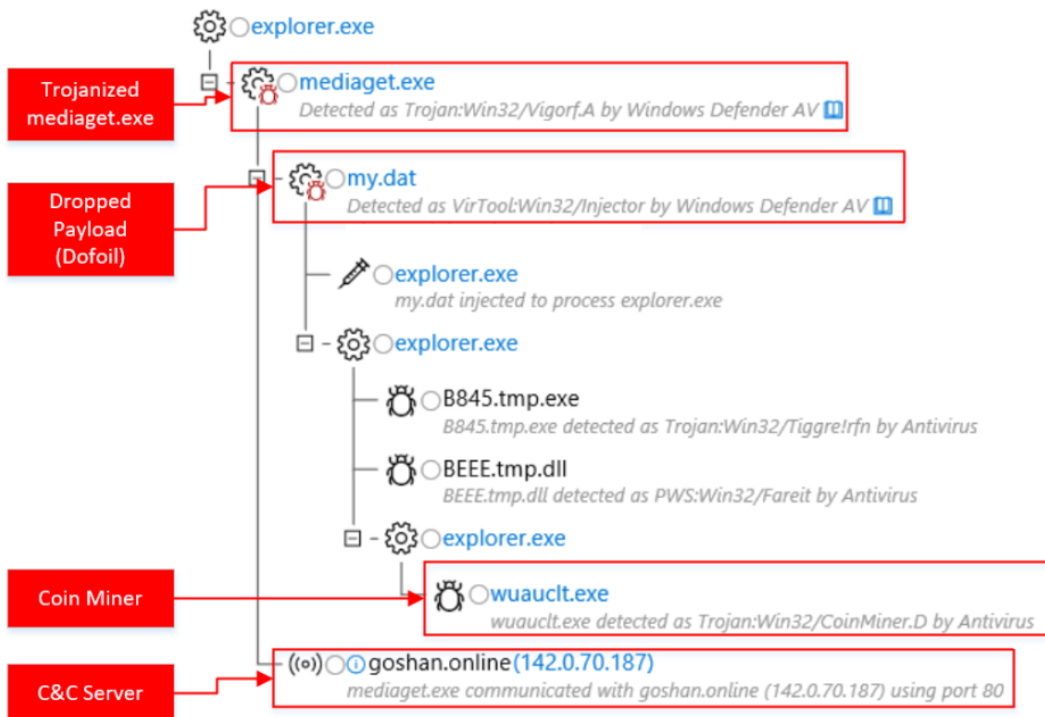 explorer.exe
Trojanized
mediaget.exe
mediaget.exe
Detected as Trojan:Win32/Vigorf.A by Windows Defender AV
Dropped
Payload
(Dofoil)
my.dat
Detected as VirTool:Win32/Injector by Windows Defender AV
explorer.exe
my.dat injected to process explorer.exe
explorer.exe
B845.tmp.exe
B845.tmp.exe detected as Trojan:Win32/Tiggre!rfn by Antivirus
BEEE.tmp.dll
BEEE.tmp.dll detected as PWS:Win32/Fareit by Antivirus
explorer.exe
Coin Miner
wuauclt.exe
wuauclt.exe detected as Trojan:Win32/CoinMiner.D by Antivirus
C&C Server
goshan.online (142.0.70.187)
mediaget.exe communicated with goshan.online (142.0.70.187) using port 80